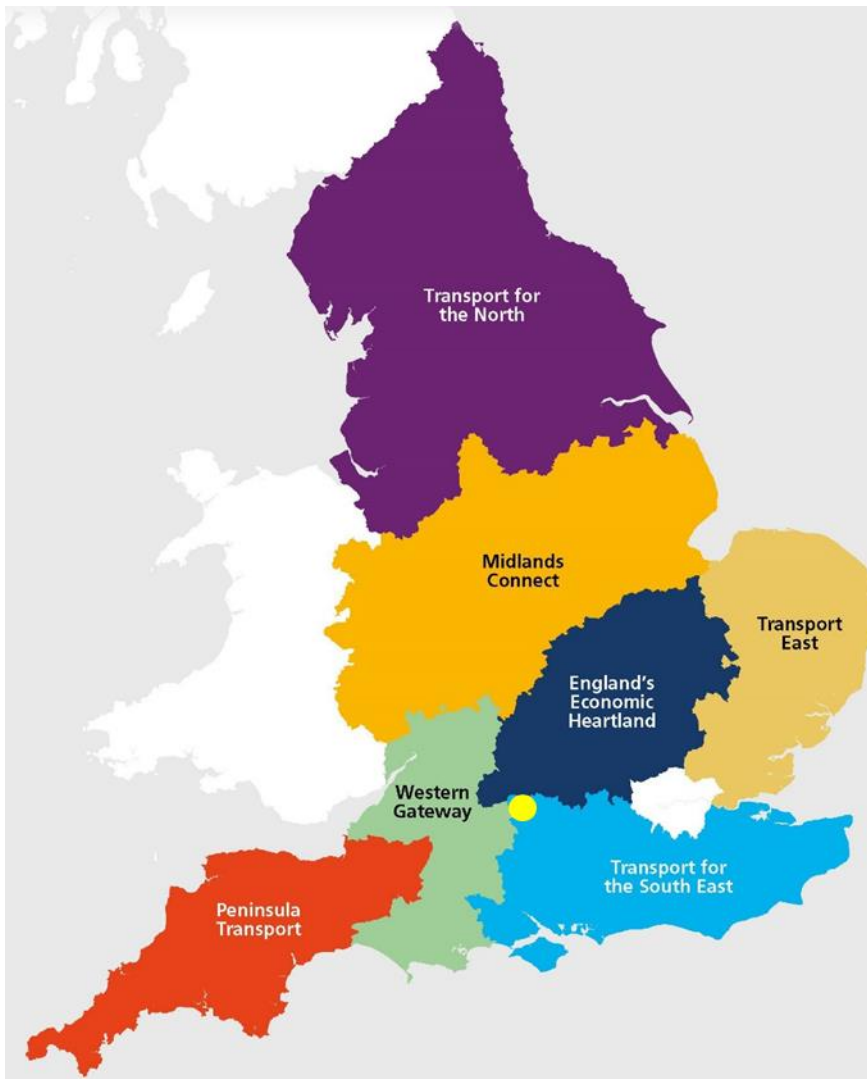 Transport for
the North
Midlands
Connect
Transport
East
England's
Economic
Heartland
Western
Gateway
Transport for
the South East
Peninsula
Transport